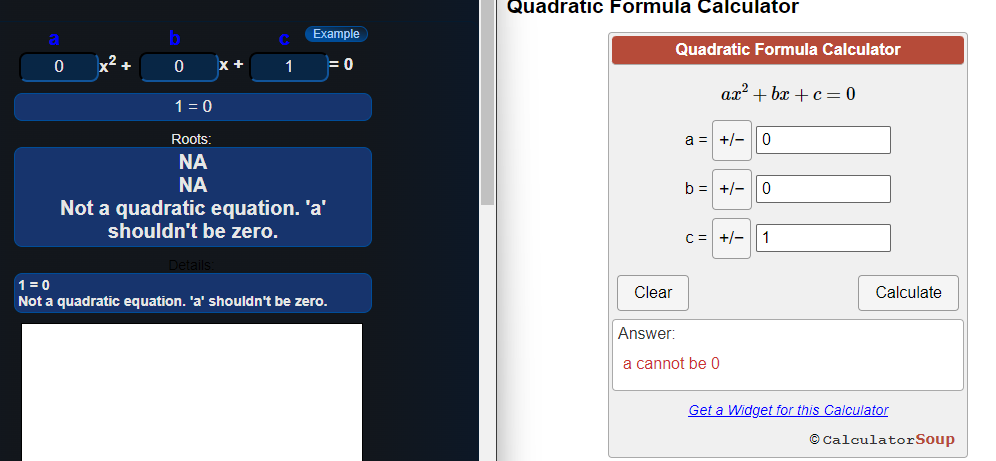 a b c Example
0 x² + 0 x + 1 = 0
1 = 0
Roots:
NA
NA
Not a quadratic equation. 'a'
shouldn't be zero.
Details:
1 = 0
Not a quadratic equation. 'a' shouldn't be zero.
Quadratic Formula Calculator
Quadratic Formula Calculator
ax² + bx + c = 0
a = +/− 0
b = +/− 0
c = +/− 1
Clear Calculate
Answer:
a cannot be 0
Get a Widget for this Calculator
© CalculatorSoup